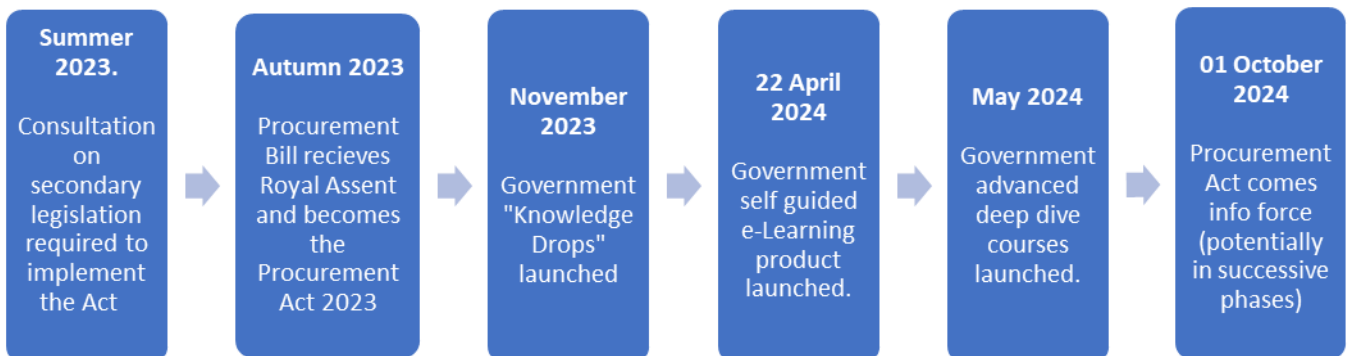 Summer
2023.
Consultation
on
secondary
legislation
required to
implement
the Act
Autumn 2023
Procurement
Bill recieves
Royal Assent
and becomes
the
Procurement
Act 2023
November
2023
Government
"Knowledge
Drops"
launched
22 April
2024
Government
self guided
e-Learning
product
launched.
May 2024
Government
advanced
deep dive
courses
launched.
01 October
2024
Procurement
Act comes
info force
(potentially
in successive
phases)